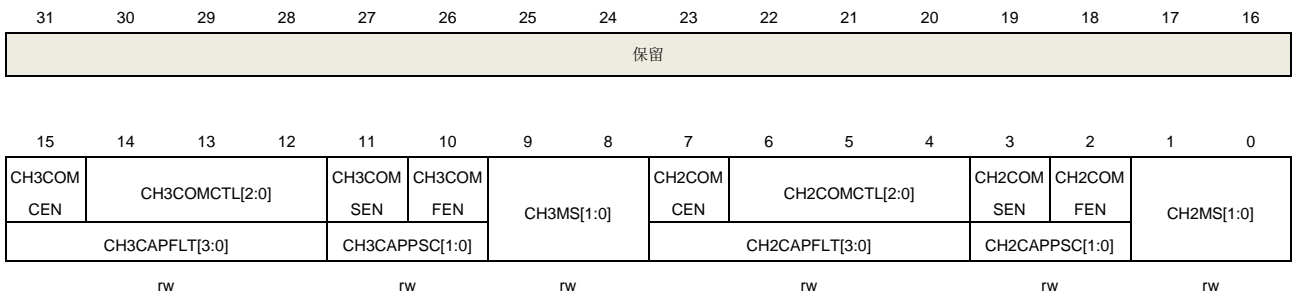 31 30 29 28 27 26 25 24 23 22 21 20 19 18 17 16
保留
15 14 13 12 11 10 9 8 7 6 5 4 3 2 1 0
CH3COM CEN CH3COMCTL[2:0] CH3COM SEN CH3COM FEN CH3MS[1:0] CH2COM CEN CH2COMCTL[2:0] CH2COM SEN CH2COM FEN CH2MS[1:0]
CH3CAPFLT[3:0] CH3CAPPSC[1:0] CH2CAPFLT[3:0] CH2CAPPSC[1:0]
rw rw rw rw rw rw